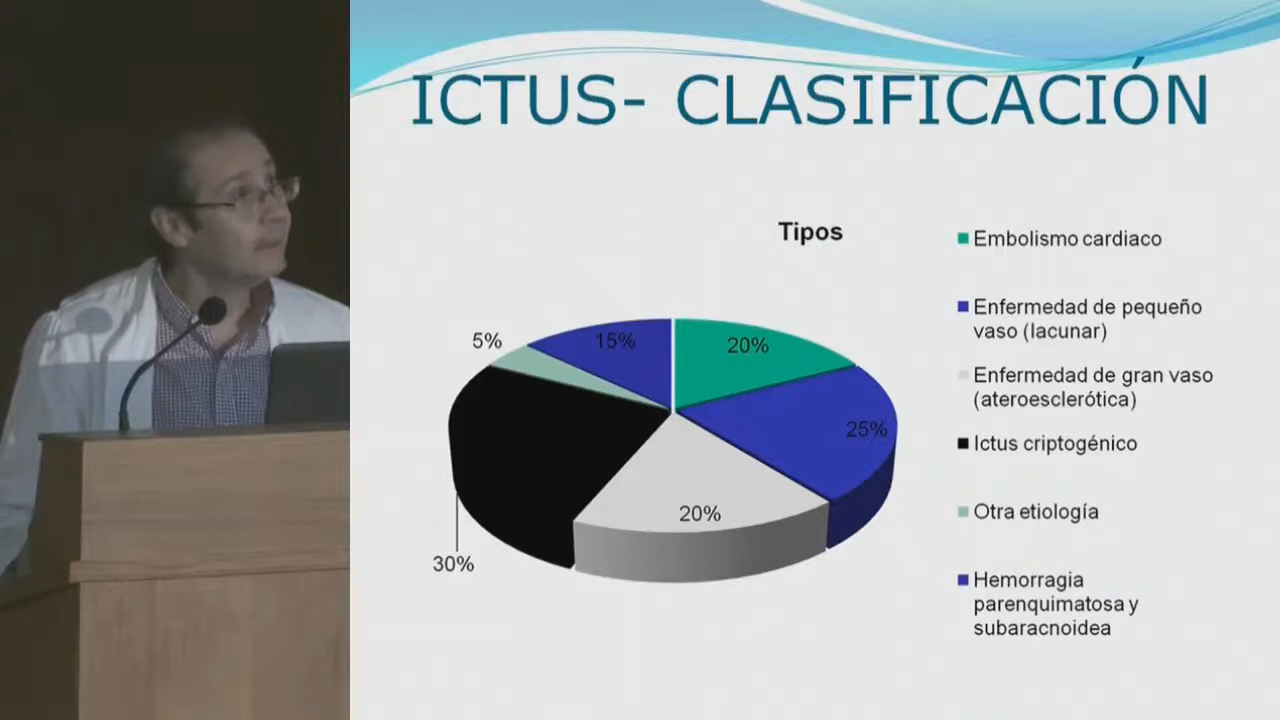 ICTUS- CLASIFICACIÓN
Tipos
Embolismo cardiaco
Enfermedad de pequeño
vaso (lacunar)
Enfermedad de gran vaso
(ateroesclerótica)
Ictus criptogénico
Otra etiología
Hemorragia
parenquimatosa y
subaracnoidea
5%
15%
20%
25%
20%
30%